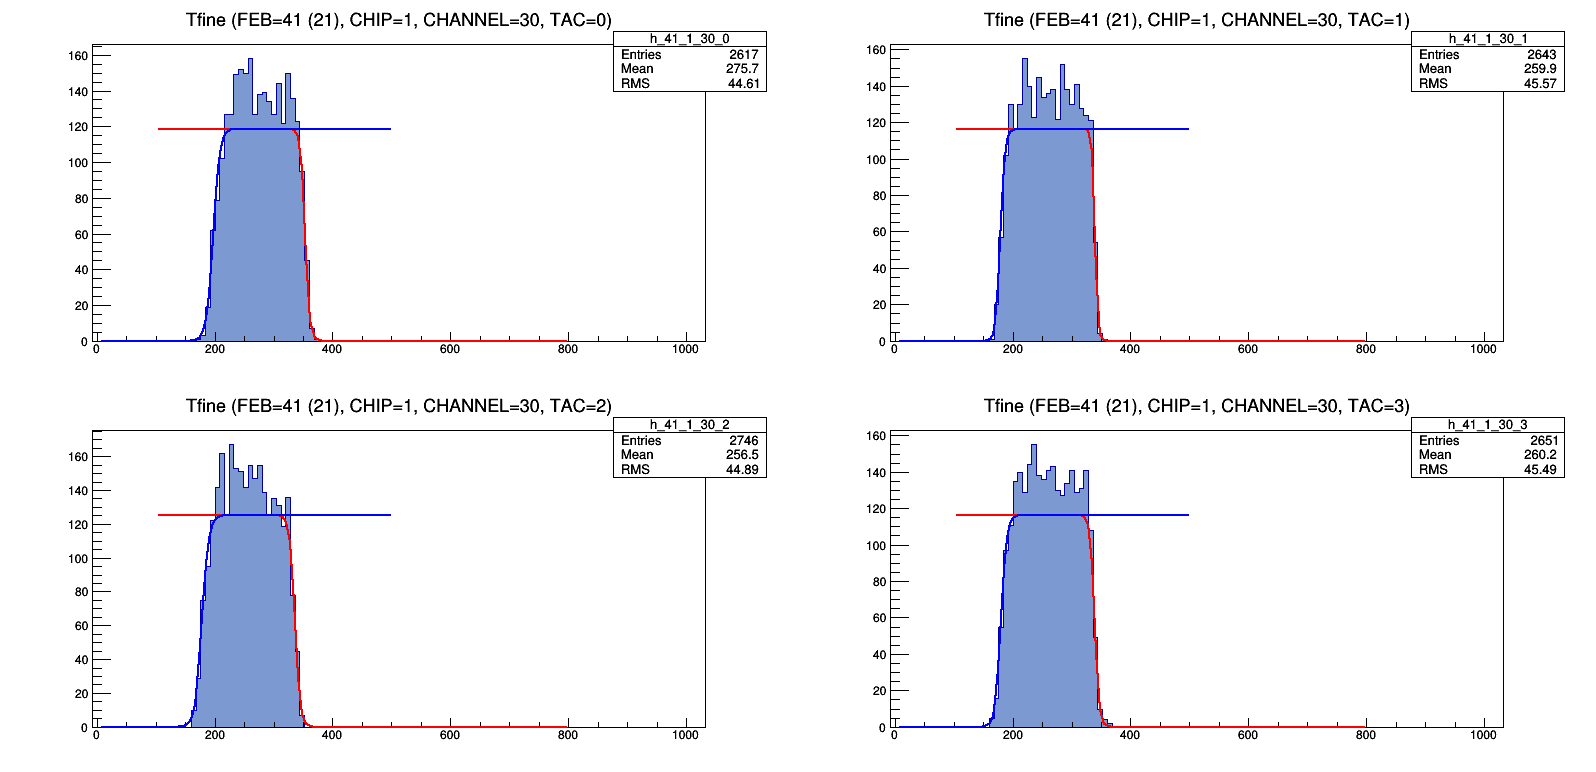 Tfine (FEB=41 (21), CHIP=1, CHANNEL=30, TAC=0)
h_41_1_30_0
Entries 2617
Mean 275.7
RMS 44.61
160
140
120
100
80
60
40
20
0
0 200 400 600 800 1000
Tfine (FEB=41 (21), CHIP=1, CHANNEL=30, TAC=1)
h_41_1_30_1
Entries 2643
Mean 259.9
RMS 45.57
160
140
120
100
80
60
40
20
0
0 200 400 600 800 1000
Tfine (FEB=41 (21), CHIP=1, CHANNEL=30, TAC=2)
h_41_1_30_2
Entries 2746
Mean 256.5
RMS 44.89
160
140
120
100
80
60
40
20
0
0 200 400 600 800 1000
Tfine (FEB=41 (21), CHIP=1, CHANNEL=30, TAC=3)
h_41_1_30_3
Entries 2651
Mean 260.2
RMS 45.49
160
140
120
100
80
60
40
20
0
0 200 400 600 800 1000